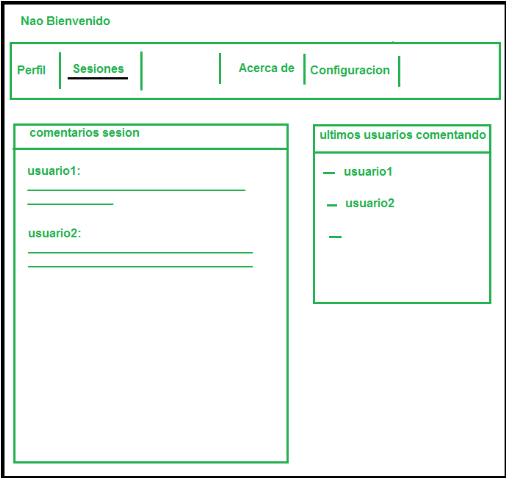 Nao Bienvenido
Perfil Sesiones Acerca de Configuracion
comentarios sesion
usuario1:
usuario2:
ultimos usuarios comentando
usuario1
usuario2